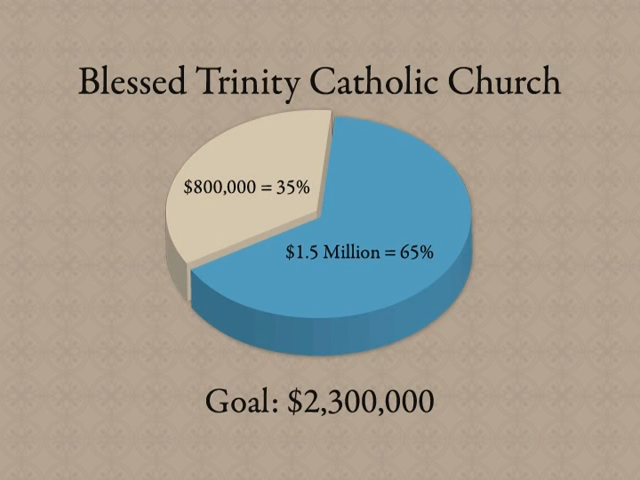 Blessed Trinity Catholic Church
$800,000 = 35%
$1.5 Million = 65%
Goal: $2,300,000